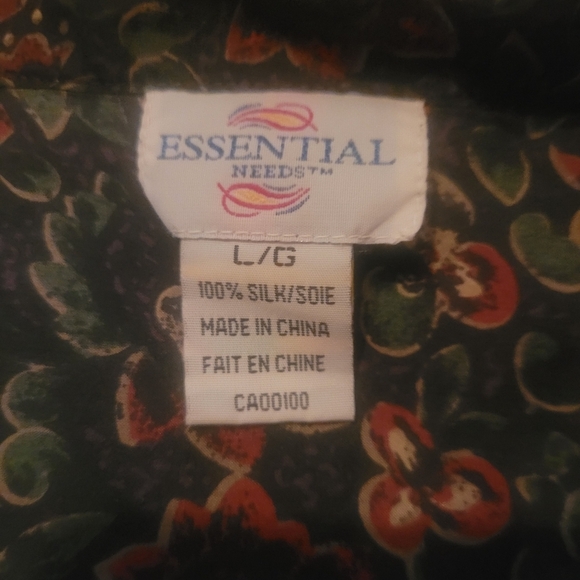 ESSENTIAL
NEEDS™
L/G
100% SILK/SOIE
MADE IN CHINA
FAIT EN CHINE
CA00100